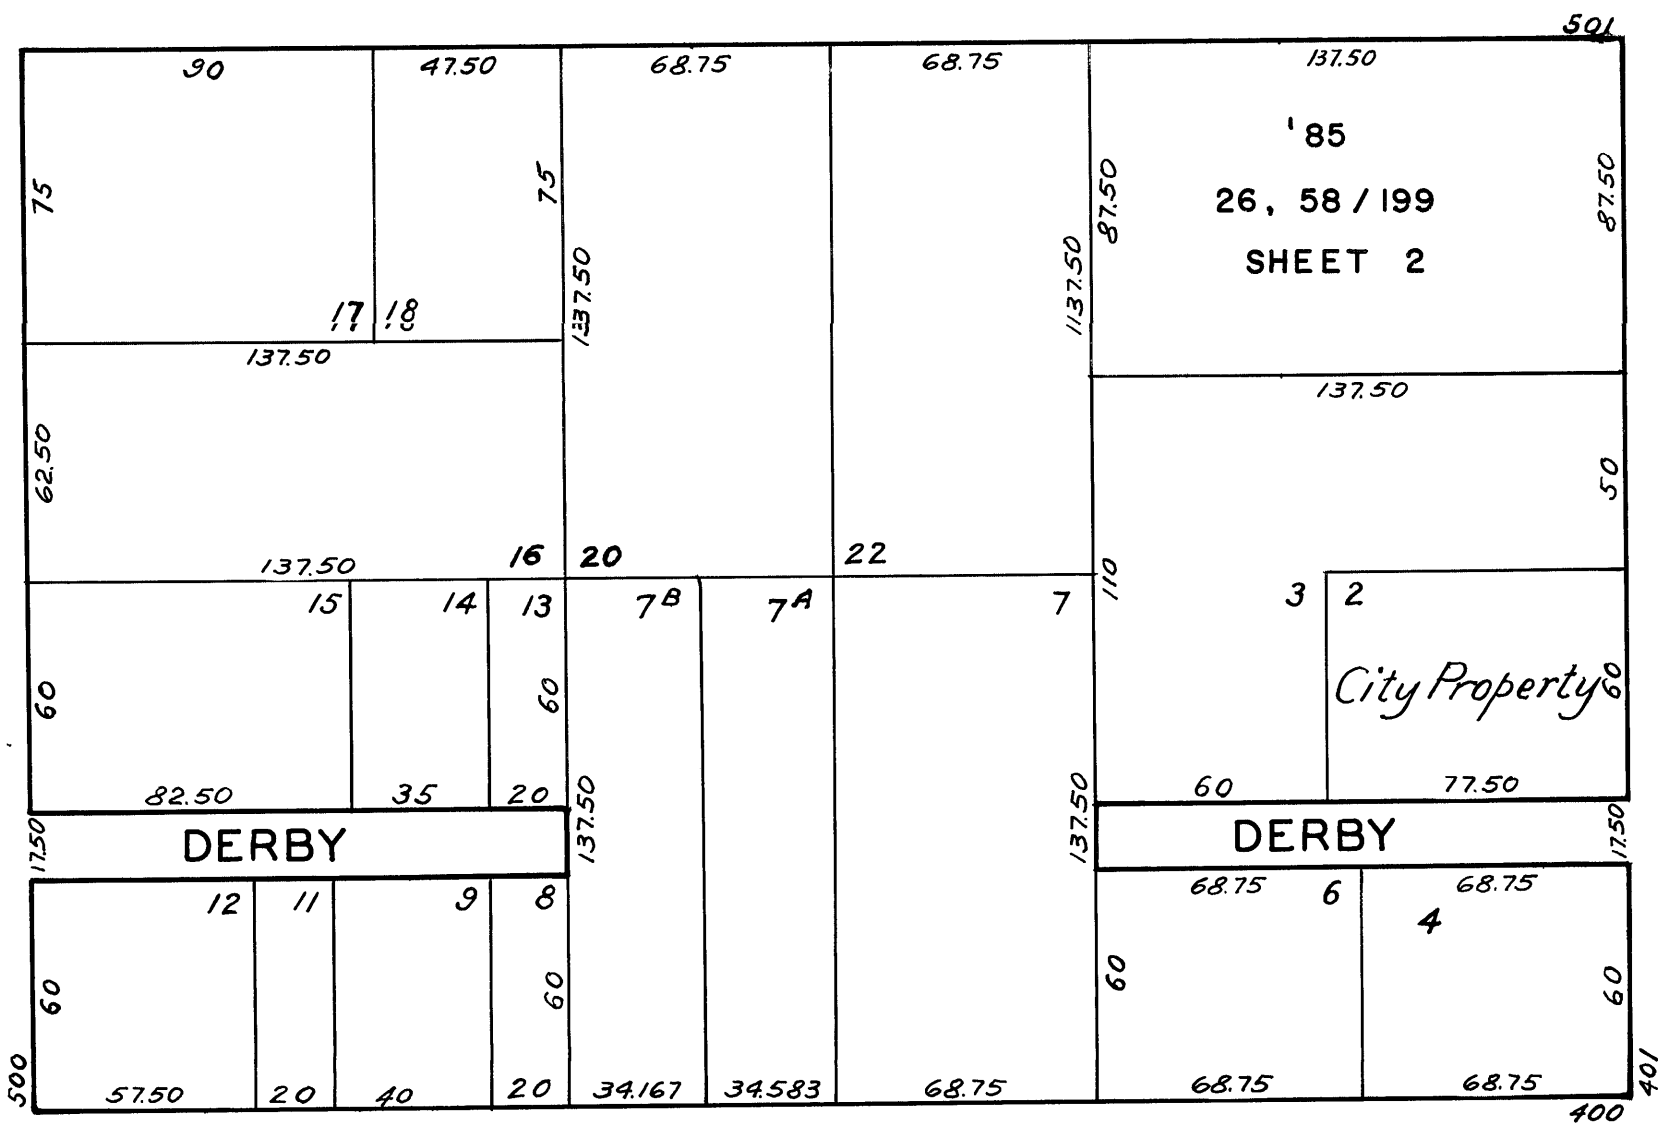 501
90 47.50 68.75 68.75 137.50
'85
26, 58 / 199
SHEET 2
75 75 137.50 137.50 87.50 87.50
17 18
137.50
137.50
62.50 50
137.50 16 20 22
15 14 13 7B 7A 7 110 3 2
City Property
60 60 60
82.50 35 20 60 77.50
17.50 DERBY 137.50 137.50 DERBY 17.50
12 11 9 8 68.75 6 68.75
4
60 60 60 60
500 57.50 20 40 20 34.167 34.583 68.75 68.75 68.75 401
400